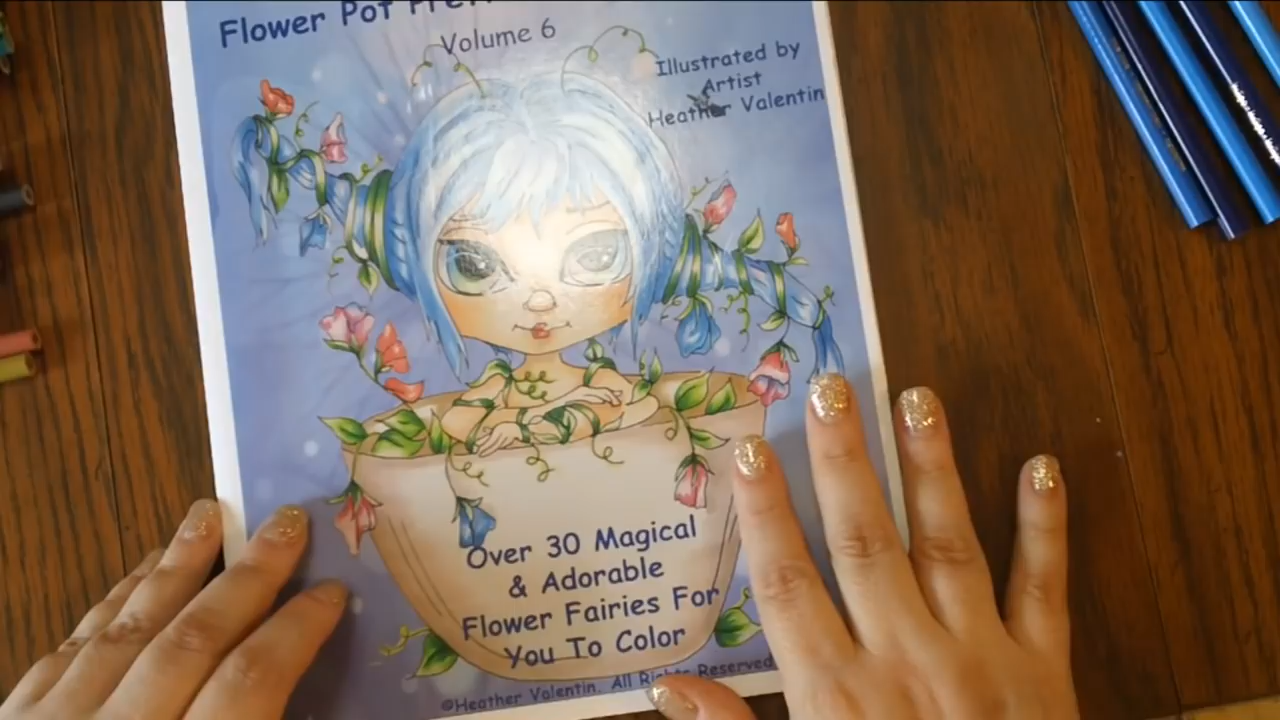 Flower Pot
Volume 6
Illustrated by
Artist
Heather Valentin
Over 30 Magical
& Adorable
Flower Fairies For
You To Color
©Heather Valentin. All Rights Reserved